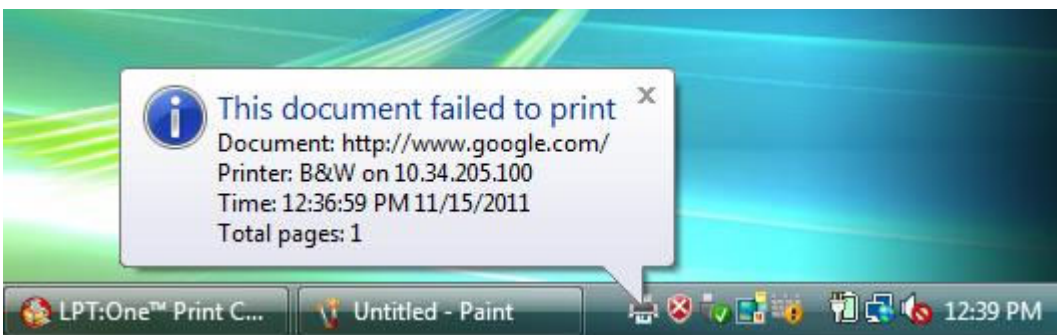 This document failed to print
Document: http://www.google.com/
Printer: B&W on 10.34.205.100
Time: 12:36:59 PM 11/15/2011
Total pages: 1
LPT:One™ Print C... Untitled - Paint 12:39 PM